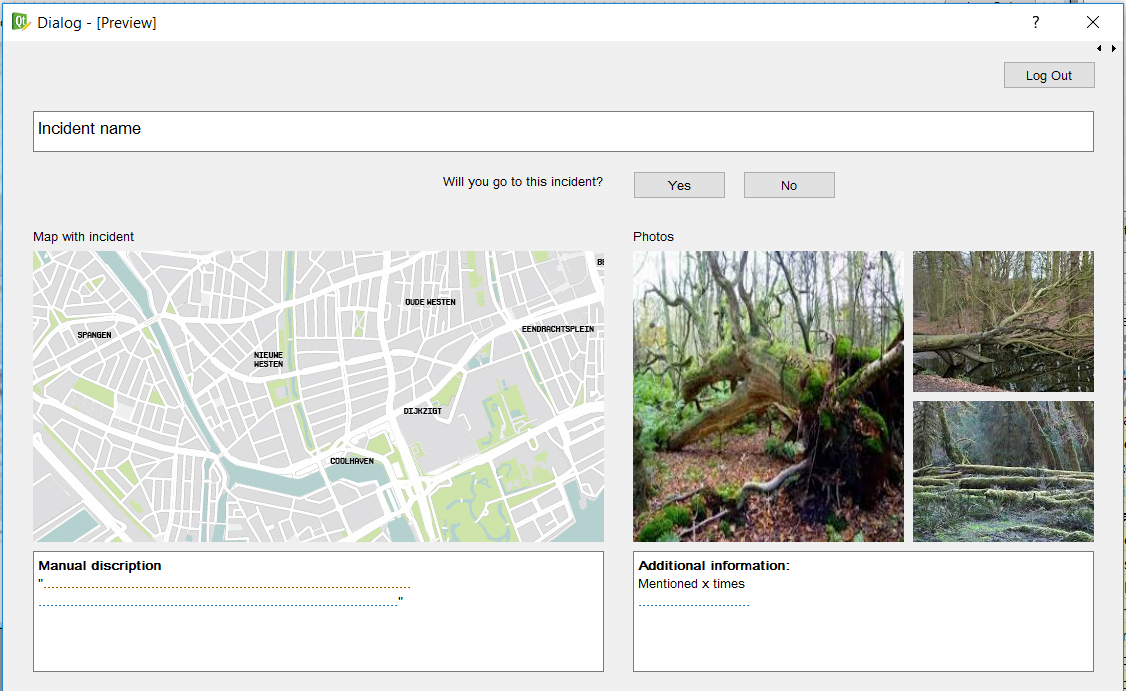 Qt Dialog - [Preview]
?
Log Out
Incident name
Will you go to this incident?
Yes
No
Map with incident
Photos
OUDE WESTEN
EENDRACHTSPLEIN
SPANGEN
NIEUWE
WESTEN
DIJKZIGT
COOLHAVEN
Manual discription
"............................................................................................
..........................................................................................."
Additional information:
Mentioned x times
............................